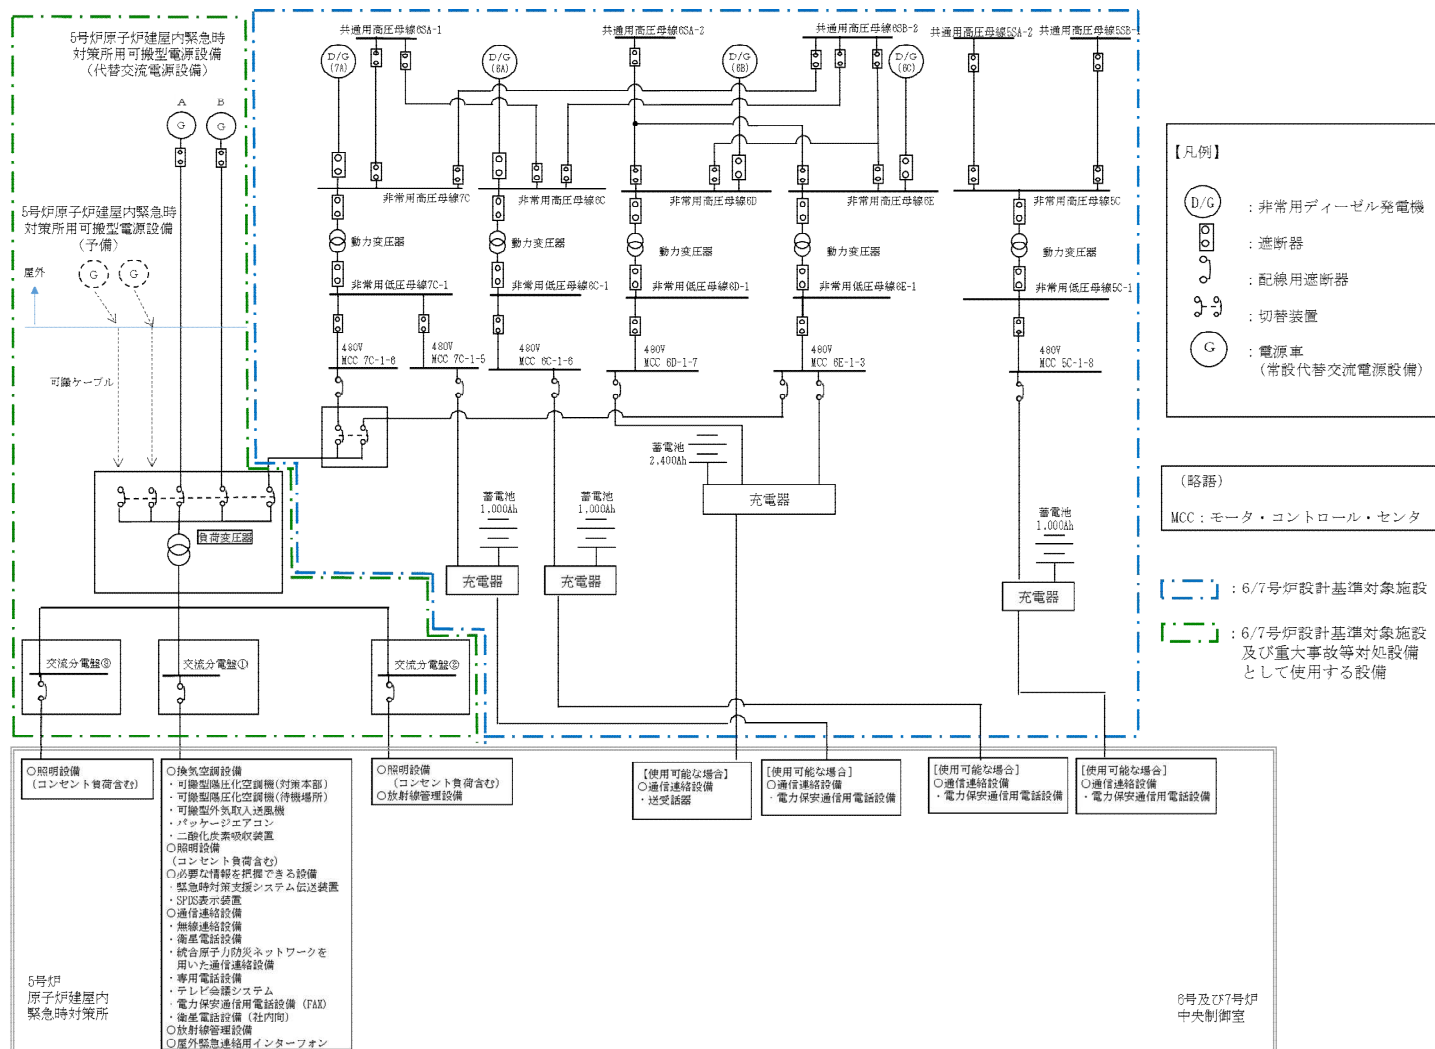 5号炉原子炉建屋内緊急時
対策所用可搬型電源設備
(代替交流電源設備)
A
B
G
G
5号炉原子炉建屋内緊急時
対策所用可搬型電源設備
(予備)
G
G
屋外
可搬ケーブル
共通用高圧母線6SA-1
共通用高圧母線6SA-2
共通用高圧母線6SB-2
共通用高圧母線5SA-2
共通用高圧母線5SB-
D/G
(7A)
D/G
(6A)
D/G
(6B)
D/G
(6C)
非常用高圧母線7C
非常用高圧母線6C
非常用高圧母線6D
非常用高圧母線6E
非常用高圧母線5C
動力変圧器
動力変圧器
動力変圧器
動力変圧器
動力変圧器
非常用低圧母線7C-1
非常用低圧母線6C-1
非常用低圧母線6D-1
非常用低圧母線6E-1
非常用低圧母線5C-1
480V
MCC 7C-1-6
MCC 7C-1-5
480V
MCC 6C-1-6
480V
MCC 6D-1-7
480V
MCC 6E-1-3
480V
MCC 5C-1-8
蓄電池
2,400Ah
充電器
蓄電池
1,000Ah
充電器
蓄電池
1,000Ah
充電器
蓄電池
1,000Ah
充電器
負荷変圧器
交流分電盤③
交流分電盤①
交流分電盤②
【凡例】
D/G
:非常用ディーゼル発電機
:遮断器
:配線用遮断器
:切替装置
G
:電源車
(常設代替交流電源設備)
(略語)
MCC:モータ・コントロール・センタ
:6/7号炉設計基準対象施設
:6/7号炉設計基準対象施設
及び重大事故等対処設備
として使用する設備
○照明設備
(コンセント負荷含む)
○換気空調設備
・可搬型陽圧化空調機(対策本部)
・可搬型陽圧化空調機(待機場所)
・可搬型外気取入送風機
・パッケージエアコン
・二酸化炭素吸収装置
○照明設備
(コンセント負荷含む)
○必要な情報を把握できる設備
・緊急時対策支援システム伝送装置
・SPDS表示装置
○通信連絡設備
・無線連絡設備
・衛星電話設備
・統合原子力防災ネットワークを
用いた通信連絡設備
・専用電話設備
・テレビ会議システム
・電力保安通信用電話設備 (FAX)
・衛星電話設備 (社内向)
○放射線管理設備
○屋外緊急連絡用インターフォン
○照明設備
(コンセント負荷含む)
○放射線管理設備
【使用可能な場合】
○通信連絡設備
・送受話器
[使用可能な場合]
○通信連絡設備
・電力保安通信用電話設備
[使用可能な場合]
○通信連絡設備
・電力保安通信用電話設備
[使用可能な場合]
○通信連絡設備
・電力保安通信用電話設備
5号炉
原子炉建屋内
緊急時対策所
6号及び7号炉
中央制御室